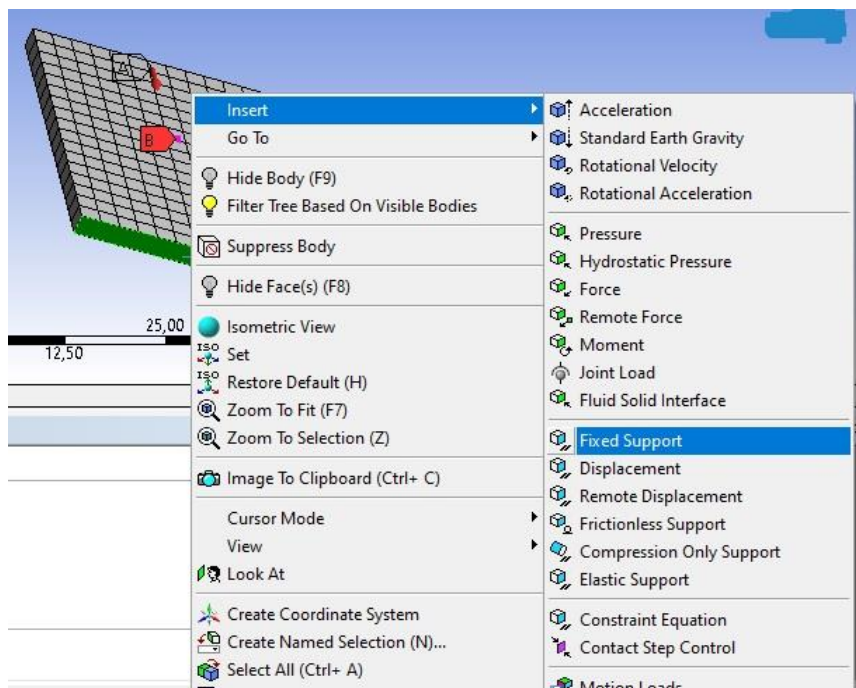 A
B
25,00
12,50
Insert
Go To
Hide Body (F9)
Filter Tree Based On Visible Bodies
Suppress Body
Hide Face(s) (F8)
Isometric View
ISO
Set
ISO
Restore Default (H)
Zoom To Fit (F7)
Zoom To Selection (Z)
Image To Clipboard (Ctrl+ C)
Cursor Mode
View
Look At
Create Coordinate System
Create Named Selection (N)...
Select All (Ctrl+ A)
Acceleration
Standard Earth Gravity
Rotational Velocity
Rotational Acceleration
Pressure
Hydrostatic Pressure
Force
Remote Force
Moment
Joint Load
Fluid Solid Interface
Fixed Support
Displacement
Remote Displacement
Frictionless Support
Compression Only Support
Elastic Support
Constraint Equation
Contact Step Control
Motion Loads